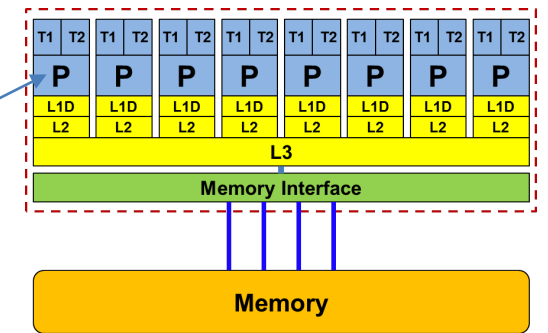 T1 T2 T1 T2 T1 T2 T1 T2 T1 T2 T1 T2 T1 T2 T1 T2
P P P P P P P P
L1D L1D L1D L1D L1D L1D L1D L1D
L2 L2 L2 L2 L2 L2 L2 L2
L3
Memory Interface
Memory